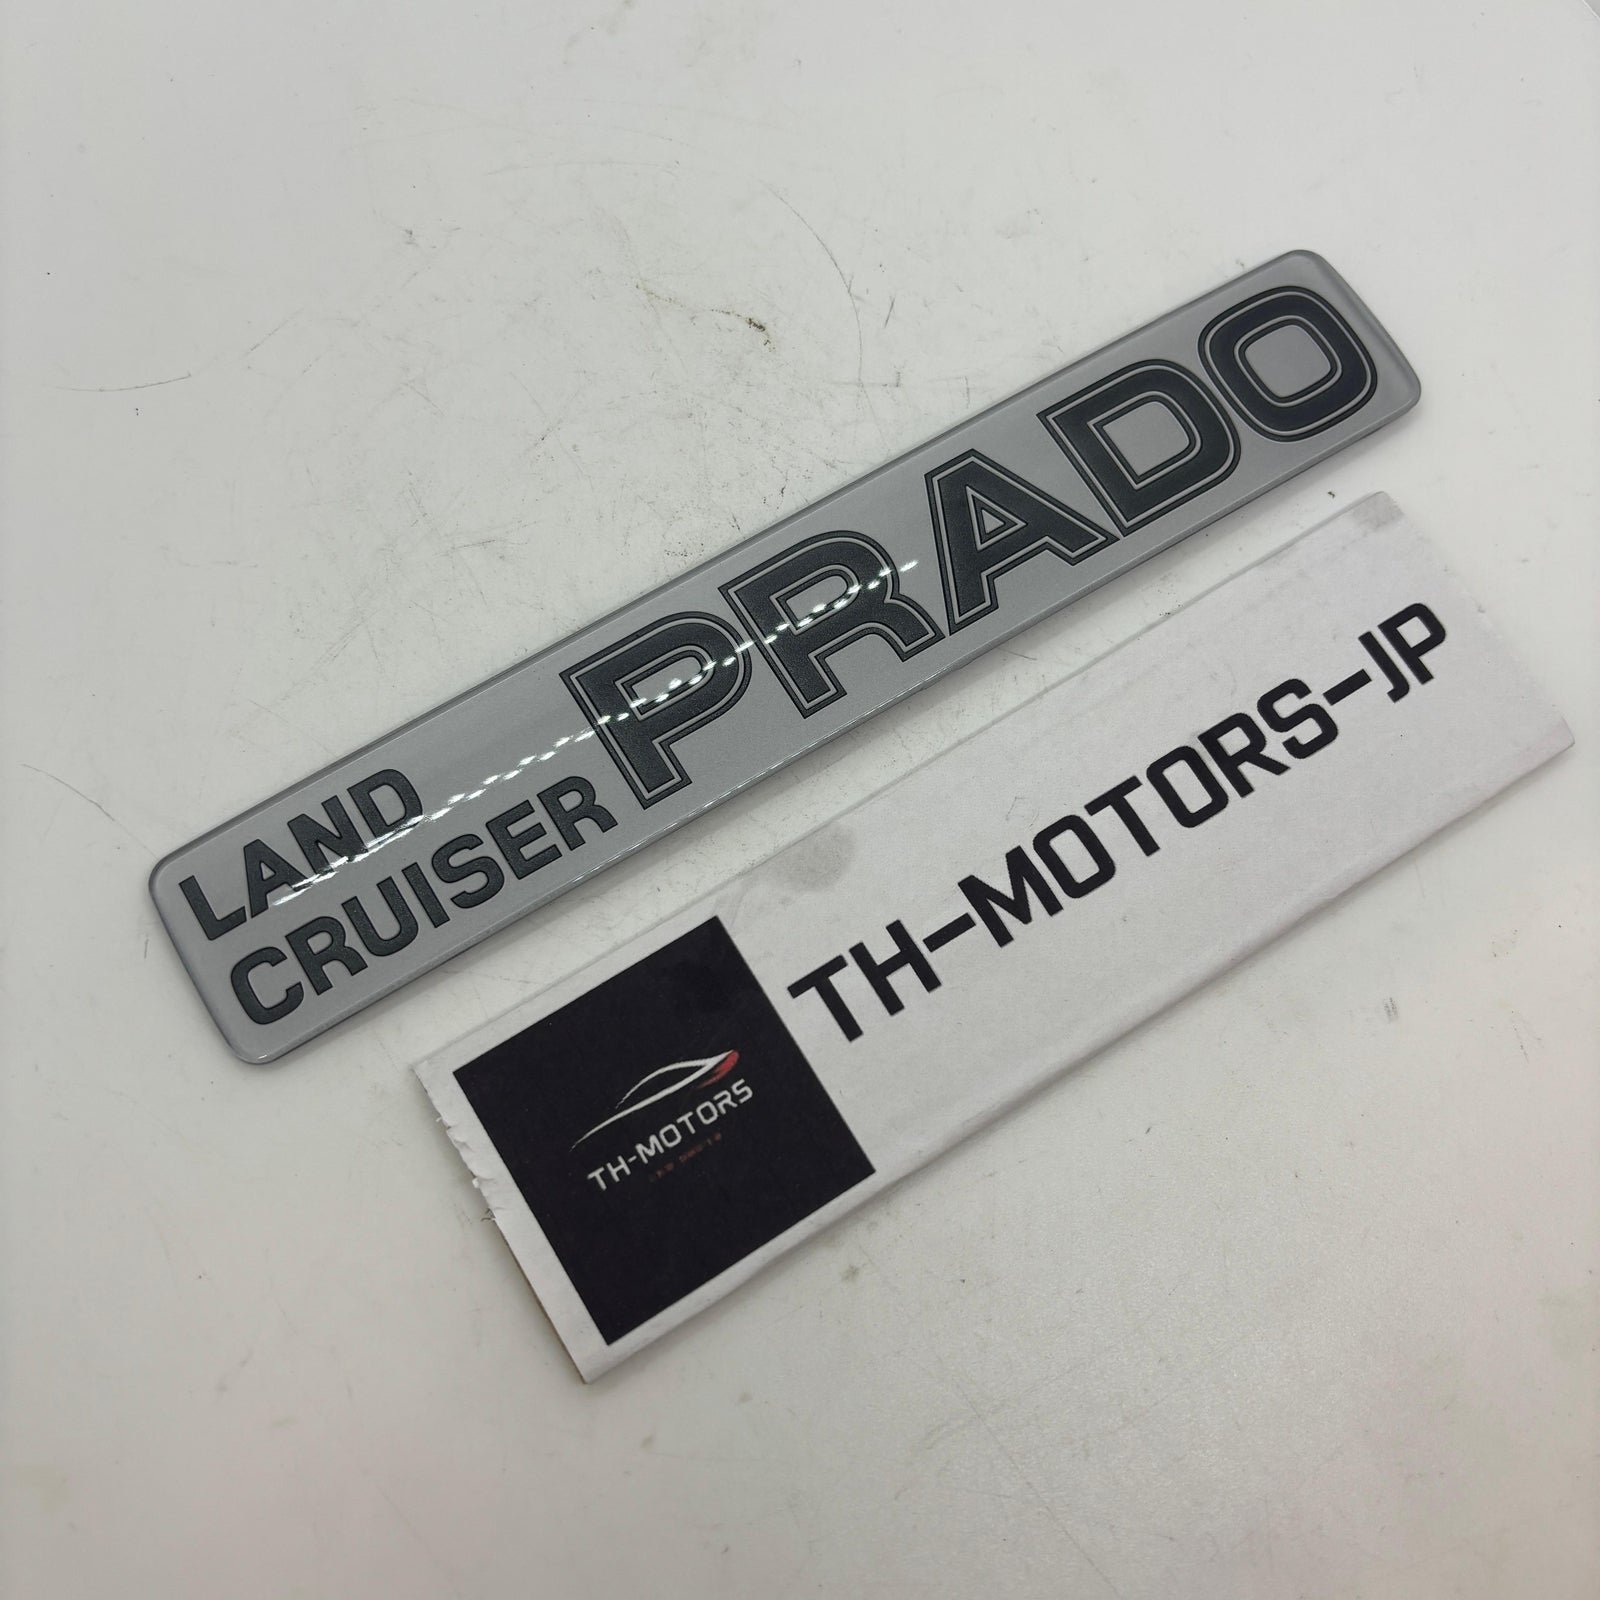 LAND
CRUISER PRADO
TH-MOTORS-JP
TH-MOTORS